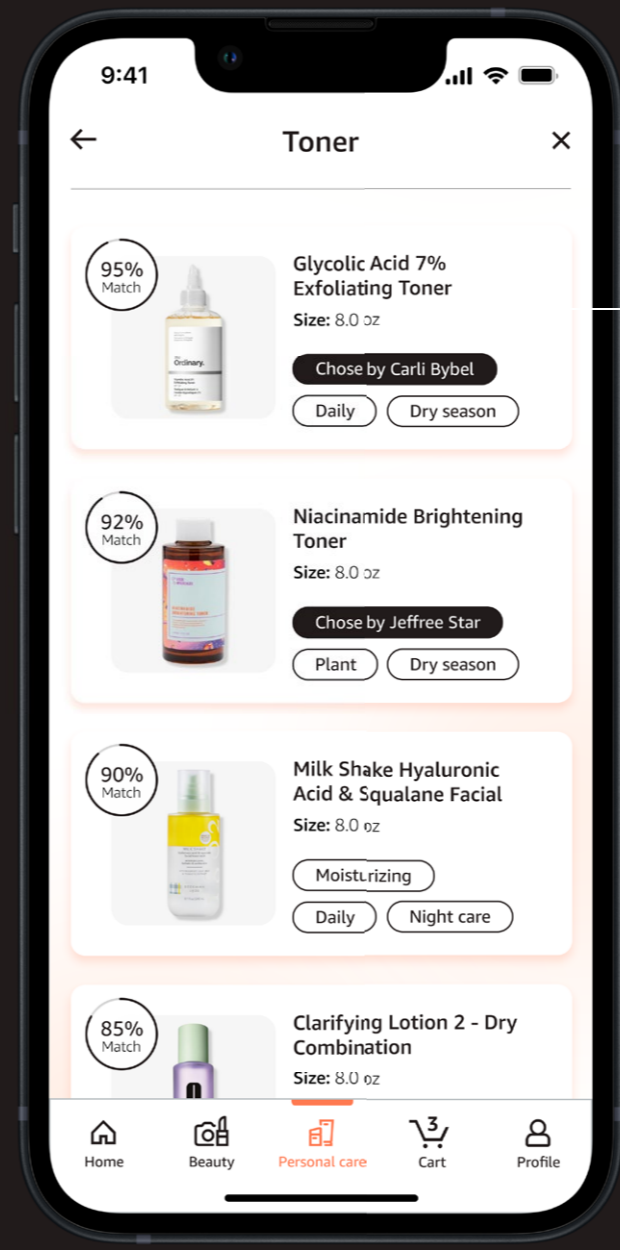 9:41
Toner
95%
Match
Glycolic Acid 7%
Exfoliating Toner
Size: 8.0 oz
Ordinary.
Chose by Carli Bybel
Daily
Dry season
92%
Match
Niacinamide Brightening
Toner
Size: 8.0 oz
Chose by Jeffree Star
Plant
Dry season
90%
Match
Milk Shake Hyaluronic
Acid & Squalane Facial
Size: 8.0 oz
Moisturizing
Daily
Night care
85%
Match
Clarifying Lotion 2 - Dry
Combination
Size: 8.0 oz
3
Home
Beauty
Personal care
Cart
Profile